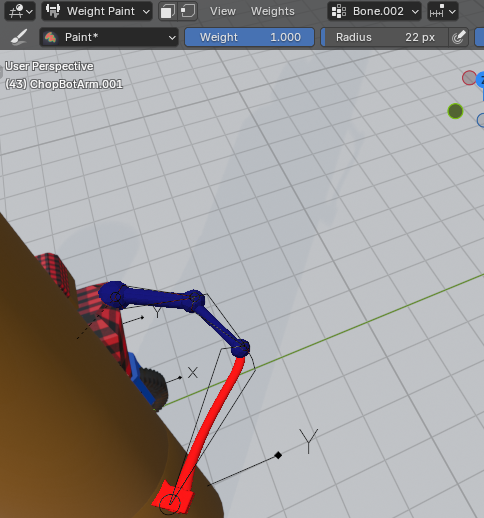 Weight Paint View Weights Bone.002
Paint* Weight 1.000 Radius 22 px
User Perspective
(43) ChopBotArm.001
Y
X
Y